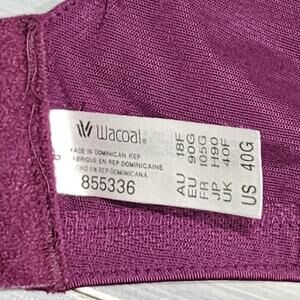 Wacoal
MADE IN DOMINICAN REP
FABRIQUE EN REP. DOMINICAINE
HECHO EN REP. DOMINICANA
855336
AU 18F
EU 90G
FR 105G
JP H90
UK 40F
US 40G